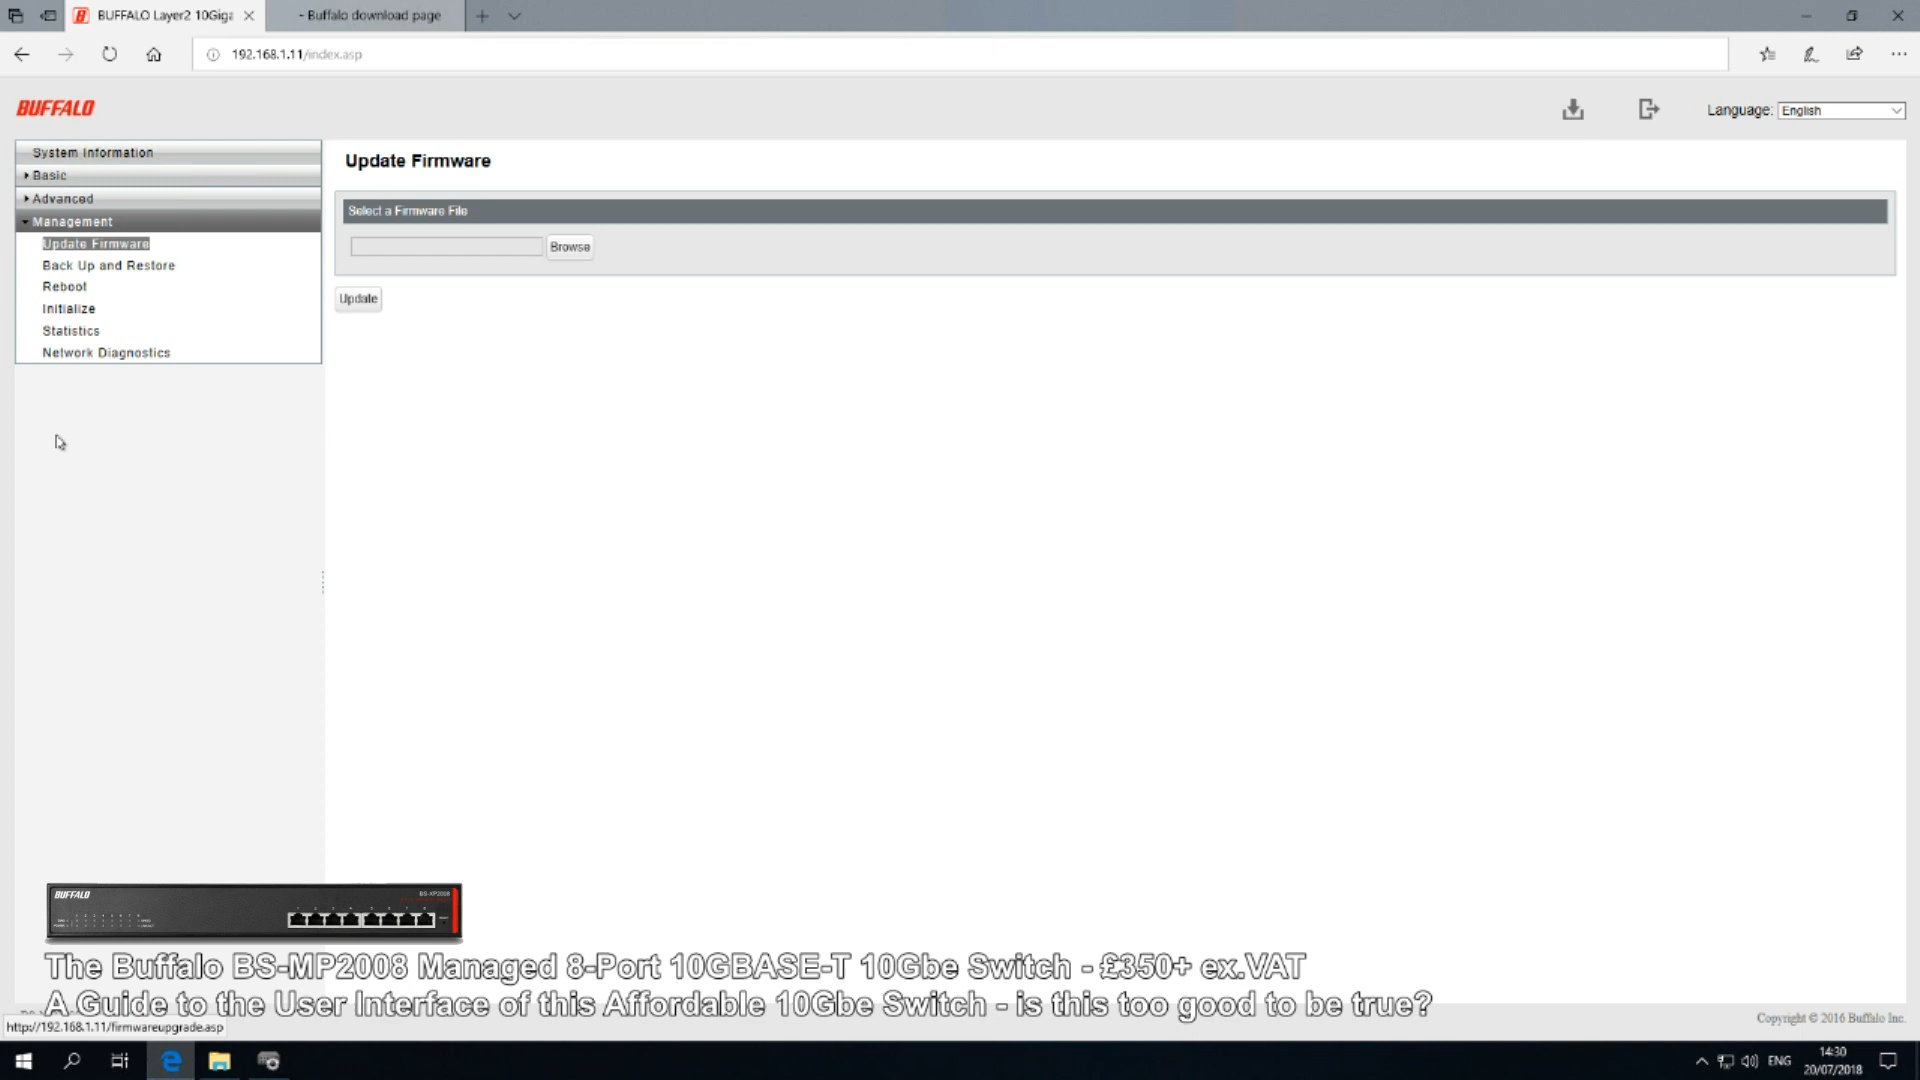 BUFFALO Layer2 10Giga
- Buffalo download page
192.168.1.11/index.asp
BUFFALO
Language: English
System Information
Basic
Advanced
Management
Update Firmware
Back Up and Restore
Reboot
Initialize
Statistics
Network Diagnostics
Update Firmware
Select a Firmware File
Browse
Update
BUFFALO
BS-XP2008
The Buffalo BS-MP2008 Managed 8-Port 10GBASE-T 10Gbe Switch - £350+ ex.VAT
A Guide to the User Interface of this Affordable 10Gbe Switch - is this too good to be true?
http://192.168.1.11/firmwareupgrade.asp
Copyright © 2016 Buffalo Inc.
ENG
14:30
20/07/2018